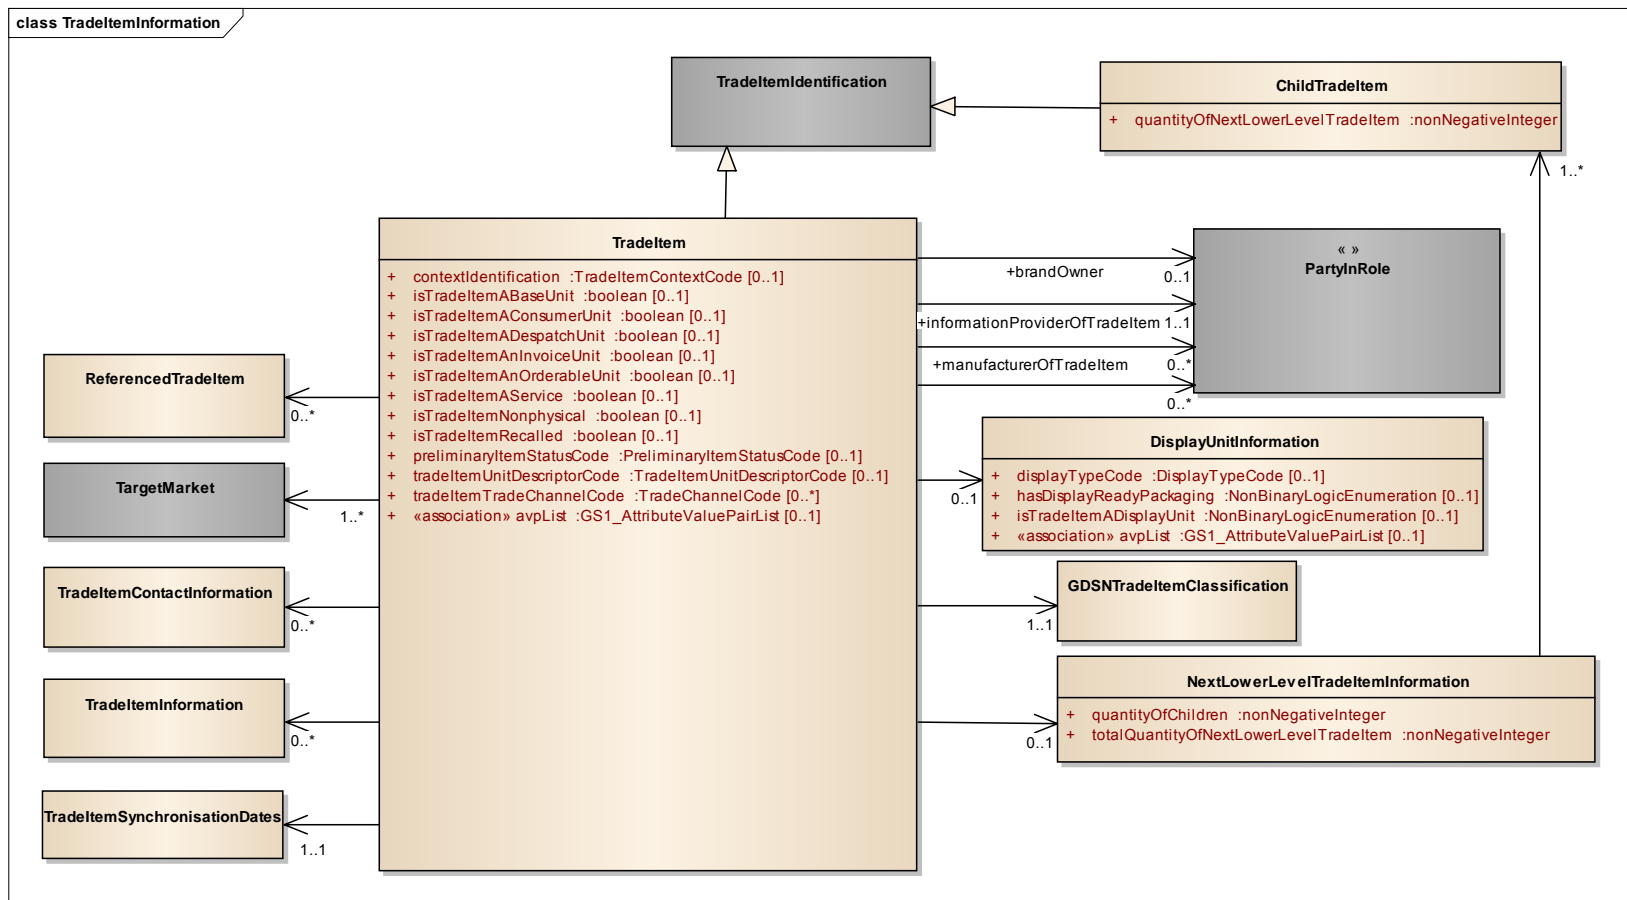 class TradeItemInformation
TradeItemIdentification
ChildTradeItem
+ quantityOfNextLowerLevelTradeItem :nonNegativeInteger
1..*
TradeItem
+ contextIdentification :TradeItemContextCode [0..1]
+ isTradeItemABaseUnit :boolean [0..1]
+ isTradeItemAConsumerUnit :boolean [0..1]
+ isTradeItemADespatchUnit :boolean [0..1]
+ isTradeItemAnInvoiceUnit :boolean [0..1]
+ isTradeItemAnOrderableUnit :boolean [0..1]
+ isTradeItemAService :boolean [0..1]
+ isTradeItemNonphysical :boolean [0..1]
+ isTradeItemRecalled :boolean [0..1]
+ preliminaryItemStatusCode :PreliminaryItemStatusCode [0..1]
+ tradeItemUnitDescriptorCode :TradeItemUnitDescriptorCode [0..1]
+ tradeItemTradeChannelCode :TradeChannelCode [0..*]
+ «association» avpList :GS1_AttributeValuePairList [0..1]
+brandOwner
0..1
+informationProviderOfTradeItem 1..1
+manufacturerOfTradeItem
0..*
0..*
« »
PartyInRole
ReferencedTradeItem
0..*
TargetMarket
1..*
TradeItemContactInformation
0..*
TradeItemInformation
0..*
TradeItemSynchronisationDates
1..1
DisplayUnitInformation
+ displayTypeCode :DisplayTypeCode [0..1]
+ hasDisplayReadyPackaging :NonBinaryLogicEnumeration [0..1]
+ isTradeItemADisplayUnit :NonBinaryLogicEnumeration [0..1]
+ «association» avpList :GS1_AttributeValuePairList [0..1]
0..1
GDSNTradeItemClassification
1..1
NextLowerLevelTradeItemInformation
+ quantityOfChildren :nonNegativeInteger
+ totalQuantityOfNextLowerLevelTradeItem :nonNegativeInteger
0..1